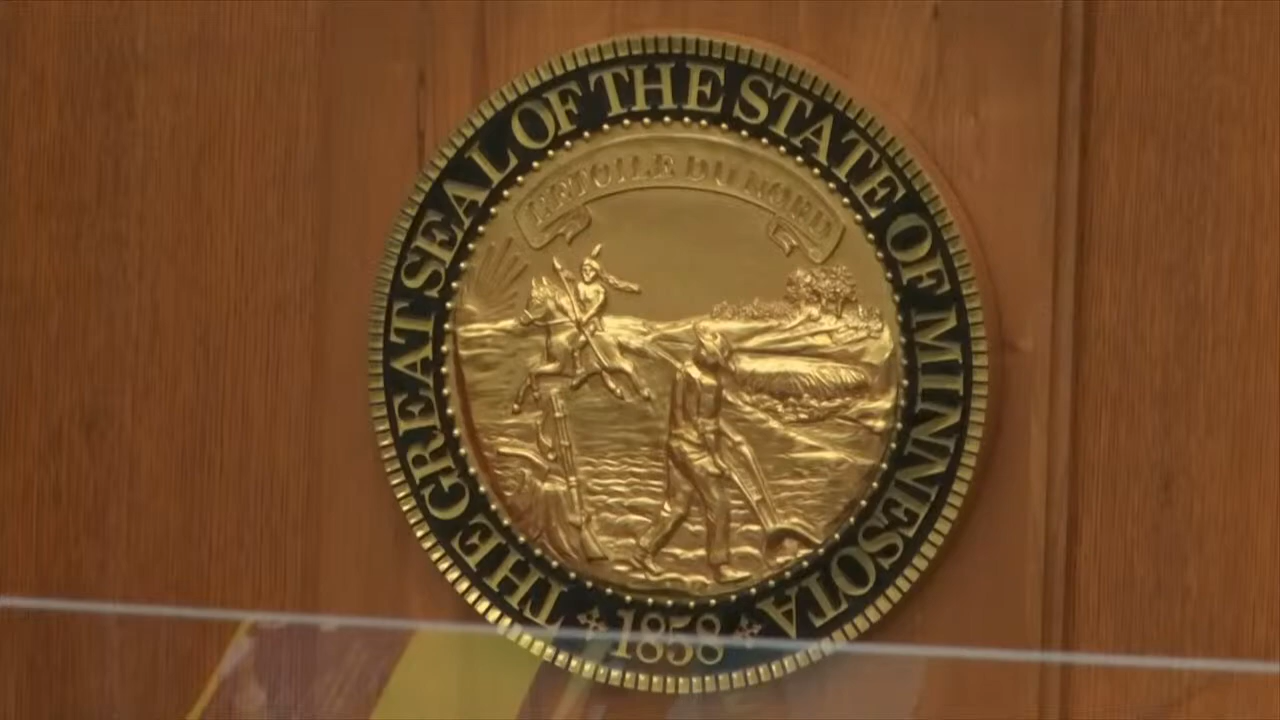 THE GREAT SEAL OF THE STATE OF MINNESOTA
L'ETOILE DU NORD
1858